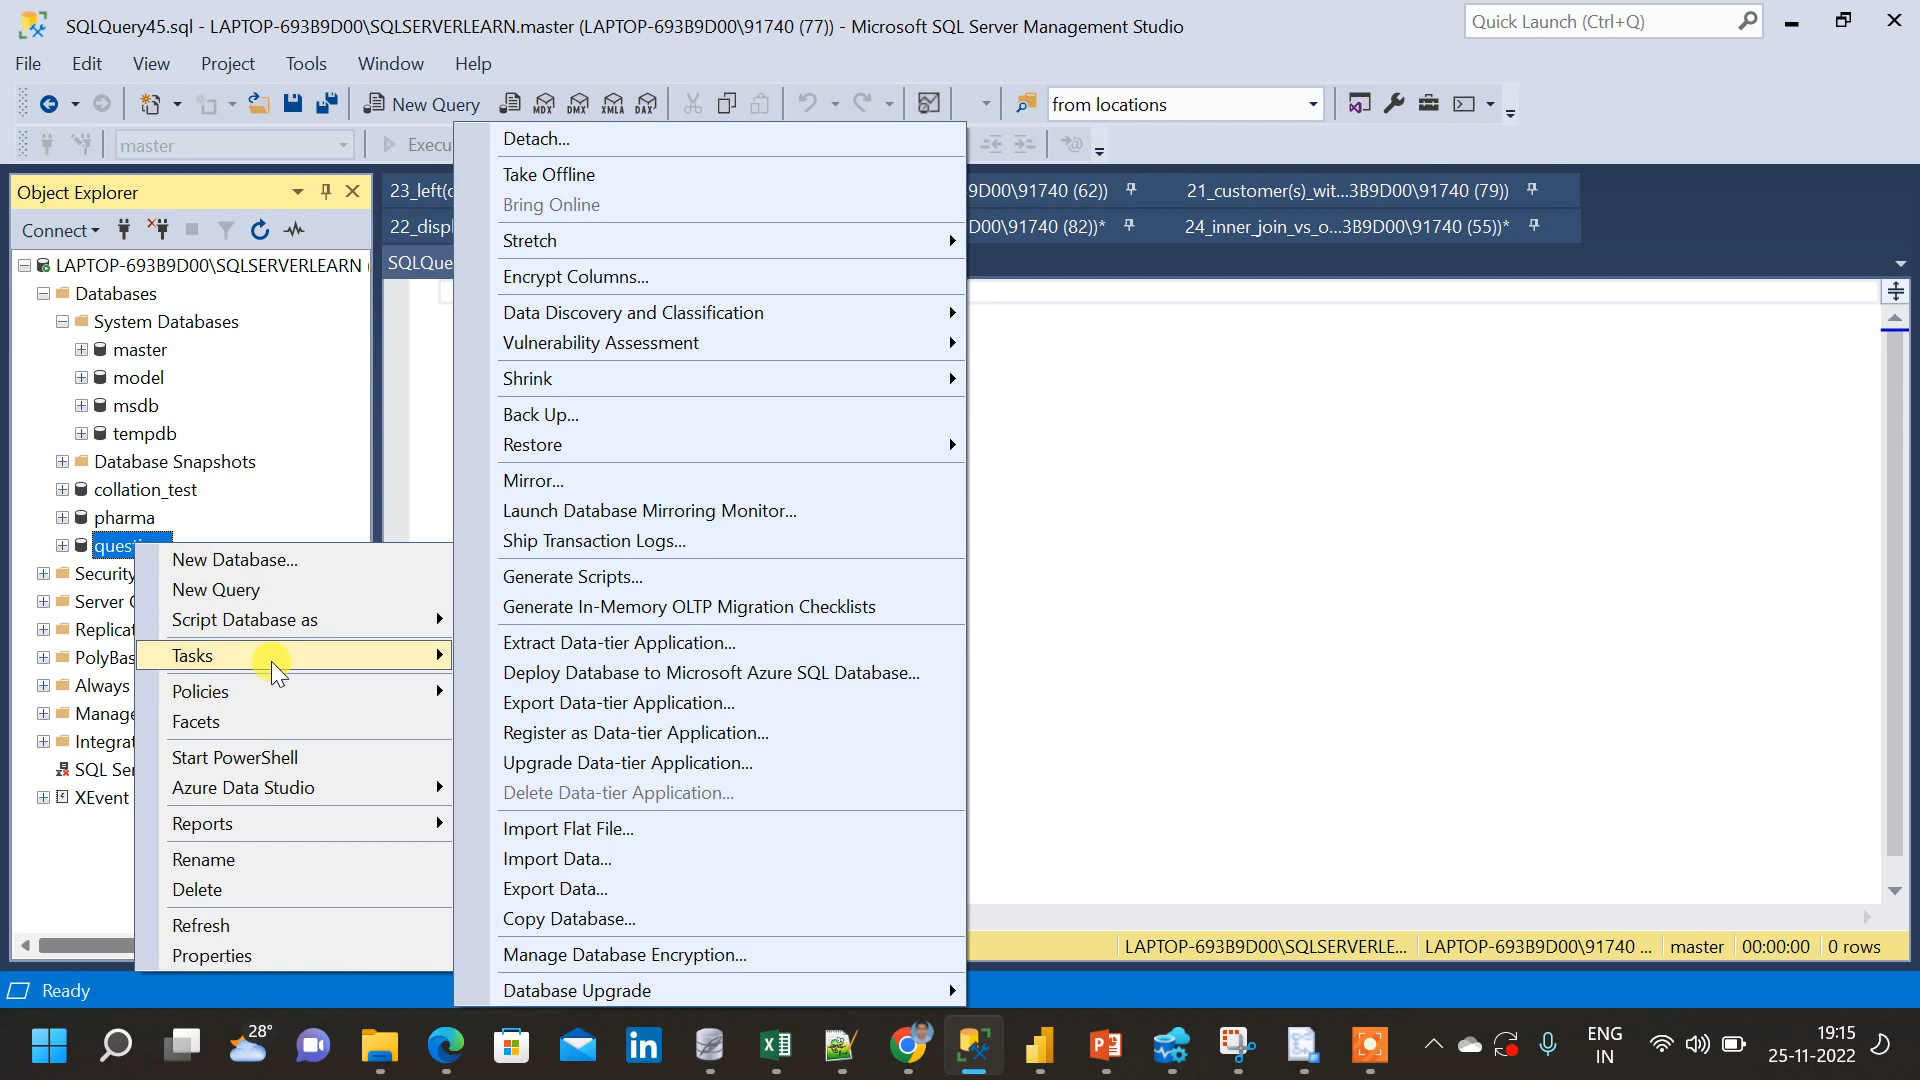 SQLQuery45.sql - LAPTOP-693B9D00\SQLSERVERLEARN.master (LAPTOP-693B9D00\91740 (77)) - Microsoft SQL Server Management Studio
Quick Launch (Ctrl+Q)
File Edit View Project Tools Window Help
New Query
MDX
DMX
XMLA
DAX
from locations
master
Execu
Object Explorer
23_left(c
9D00\91740 (62))
21_customer(s)_wit...3B9D00\91740 (79))
22_displ
D00\91740 (82))*
24_inner_join_vs_o...3B9D00\91740 (55))*
SQLQue
Connect
LAPTOP-693B9D00\SQLSERVERLEARN (
Databases
System Databases
master
model
msdb
tempdb
Database Snapshots
collation_test
pharma
questi
Security
Server O
Replicat
PolyBas
Always
Manage
Integrat
SQL Ser
XEvent
New Database...
New Query
Script Database as
Tasks
Policies
Facets
Start PowerShell
Azure Data Studio
Reports
Rename
Delete
Refresh
Properties
Detach...
Take Offline
Bring Online
Stretch
Encrypt Columns...
Data Discovery and Classification
Vulnerability Assessment
Shrink
Back Up...
Restore
Mirror...
Launch Database Mirroring Monitor...
Ship Transaction Logs...
Generate Scripts...
Generate In-Memory OLTP Migration Checklists
Extract Data-tier Application...
Deploy Database to Microsoft Azure SQL Database...
Export Data-tier Application...
Register as Data-tier Application...
Upgrade Data-tier Application...
Delete Data-tier Application...
Import Flat File...
Import Data...
Export Data...
Copy Database...
Manage Database Encryption...
Database Upgrade
LAPTOP-693B9D00\SQLSERVERLE... LAPTOP-693B9D00\91740 ... master 00:00:00 0 rows
Ready
28°
ENG
IN
19:15
25-11-2022